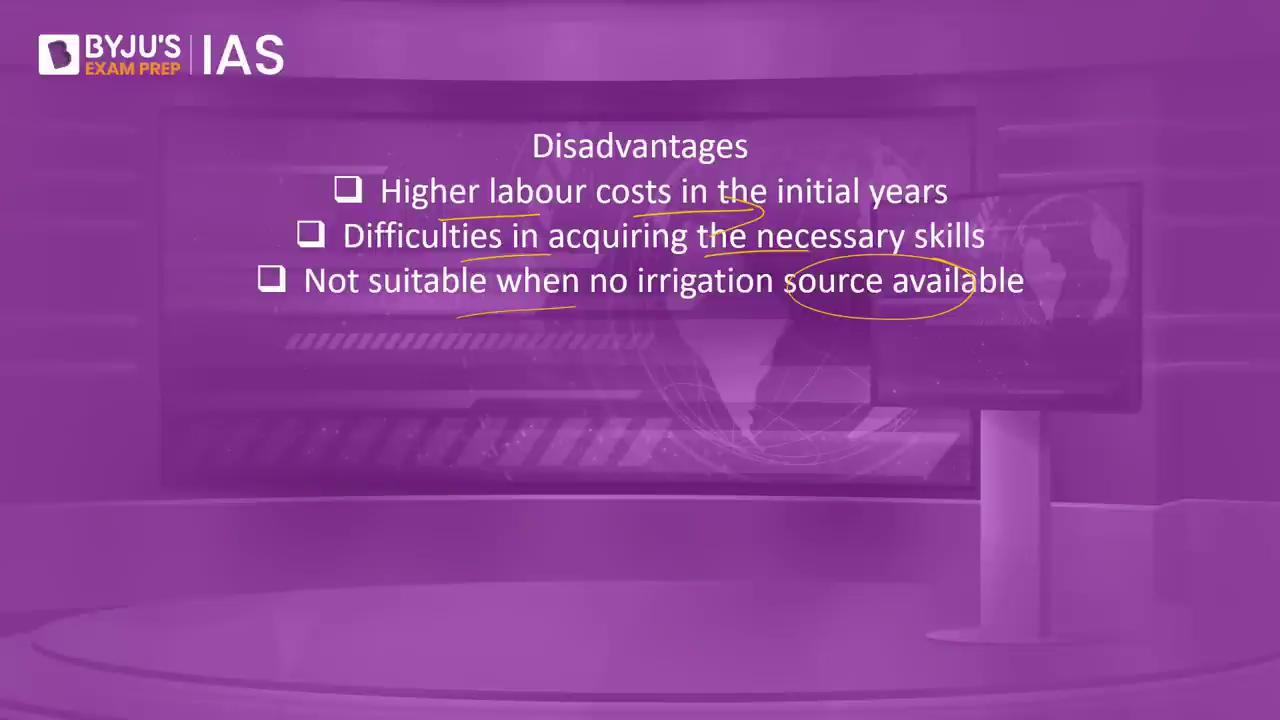 BYJU'S
EXAM PREP
IAS
Disadvantages
❑ Higher labour costs in the initial years
❑ Difficulties in acquiring the necessary skills
❑ Not suitable when no irrigation source available